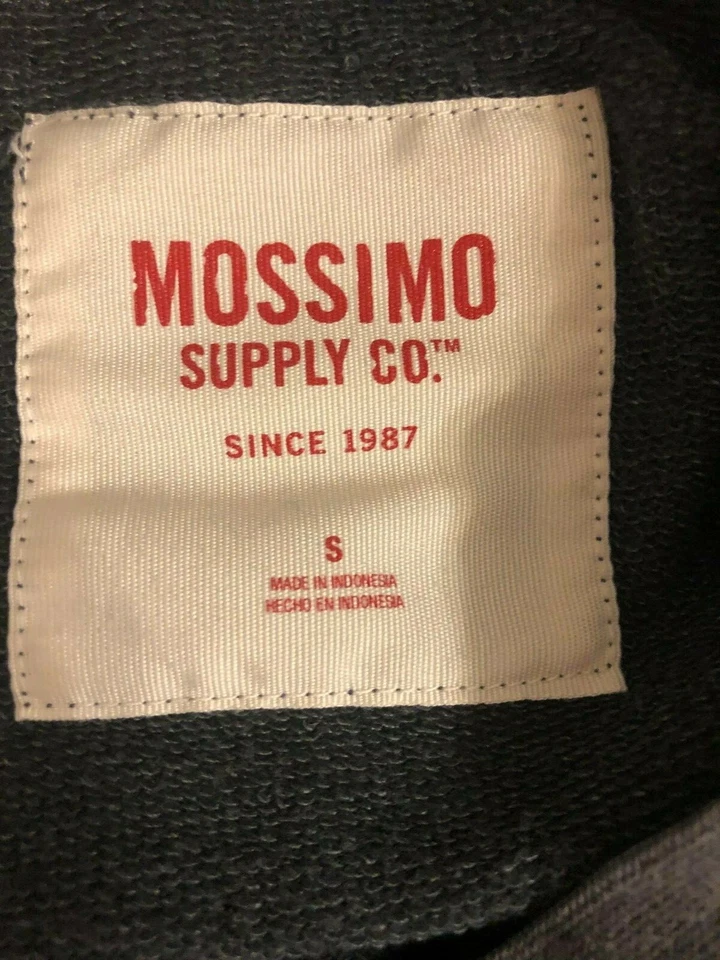 MOSSIMO
SUPPLY CO.™
SINCE 1987
S
MADE IN INDONESIA
HECHO EN INDONESIA